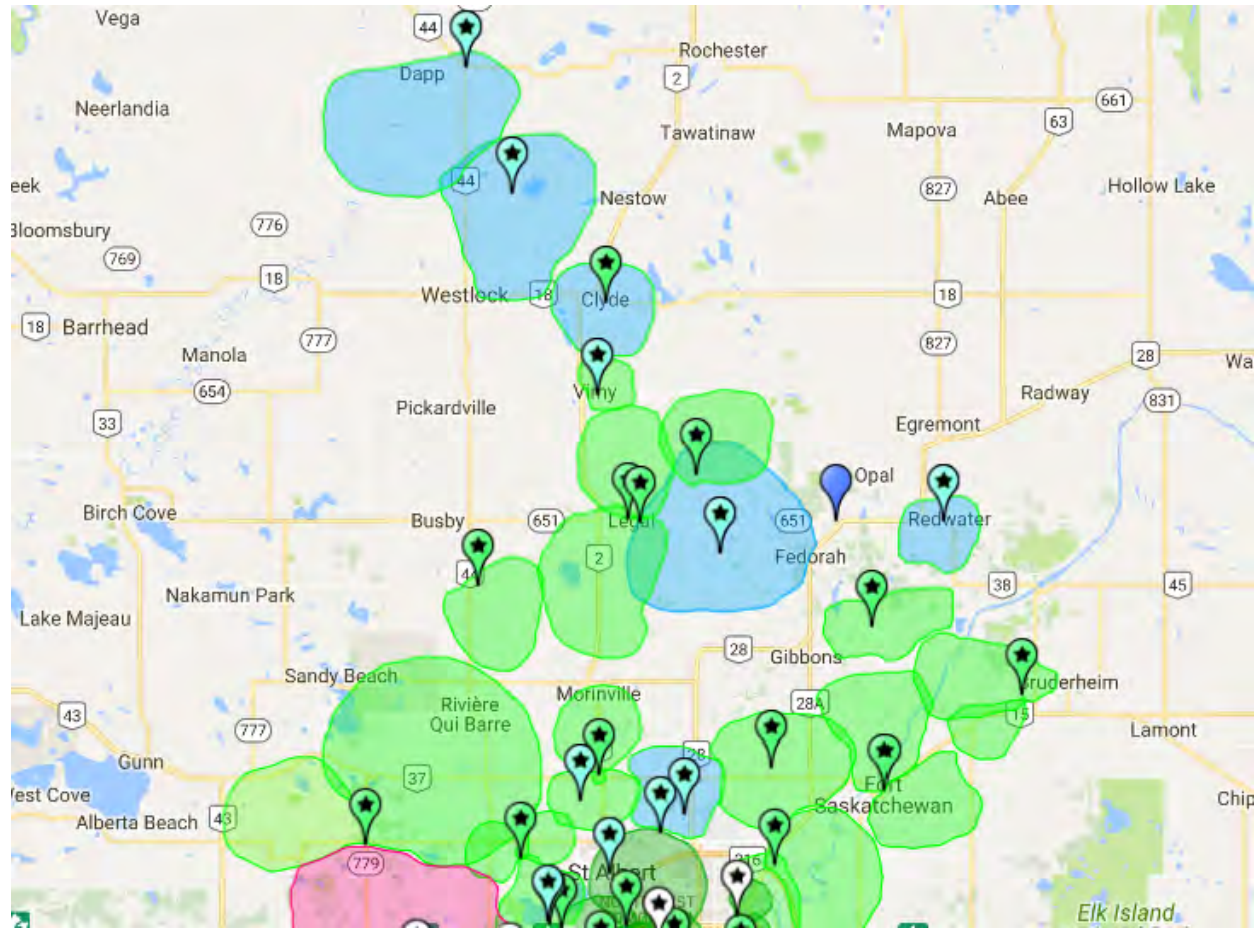 Vega
44
Rochester
Dapp
2
Neerlandia
661
63
Tawatinaw
Mapova
eek
44
827
Hollow Lake
Nestow
Abee
776
Bloomsbury
769
18
Westlock
18
Clyde
18
18
Barrhead
777
827
28
Wa
Manola
Vimy
654
Radway
831
33
Pickardville
Egremont
Opal
Birch Cove
Busby
651
Legal
651
Redwater
2
Fedorah
38
45
Nakamun Park
Lake Majeau
28
Gibbons
Sandy Beach
Bruderheim
Morinville
Rivière
Qui Barre
28A
15
43
777
Lamont
Gunn
28
37
Fort
Saskatchewan
West Cove
Chip
Alberta Beach
43
779
216
St Albert
Elk Island